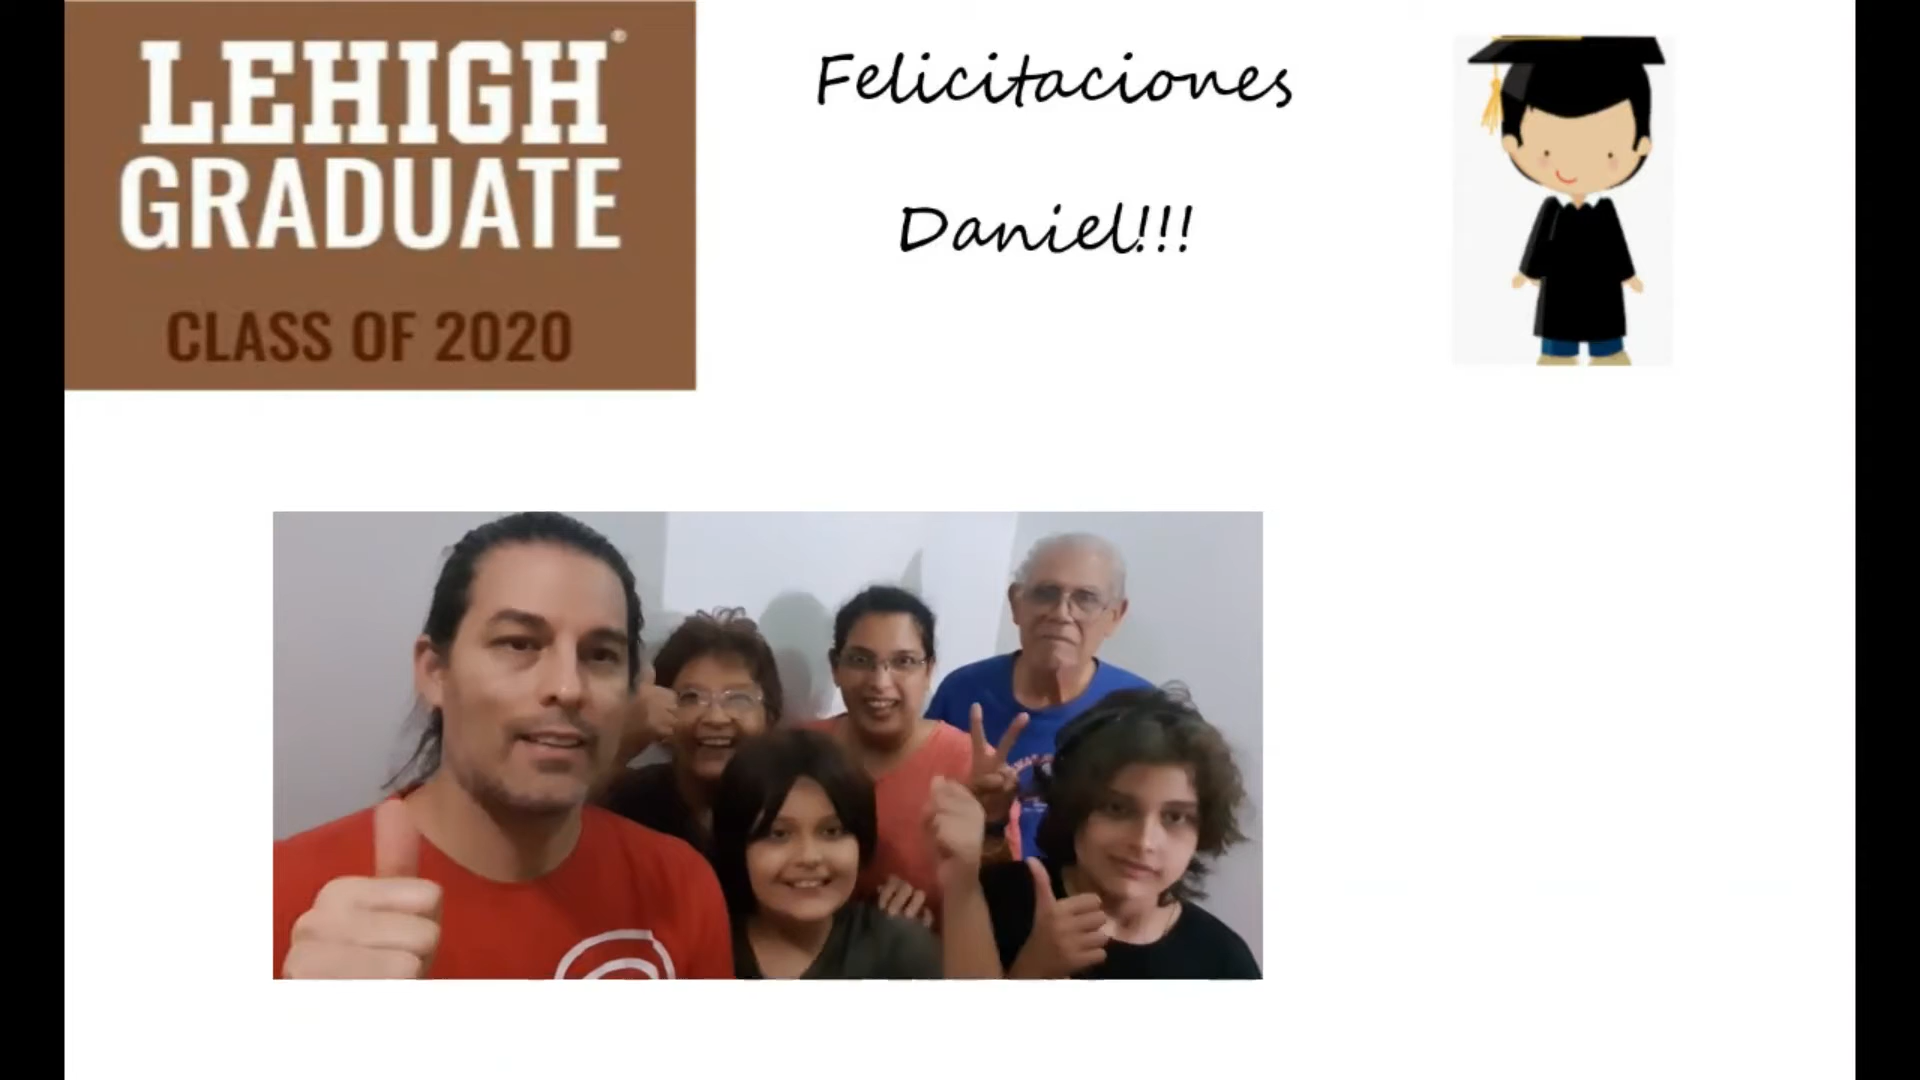 LEHIGH®
GRADUATE
CLASS OF 2020
Felicitaciones
Daniel!!!